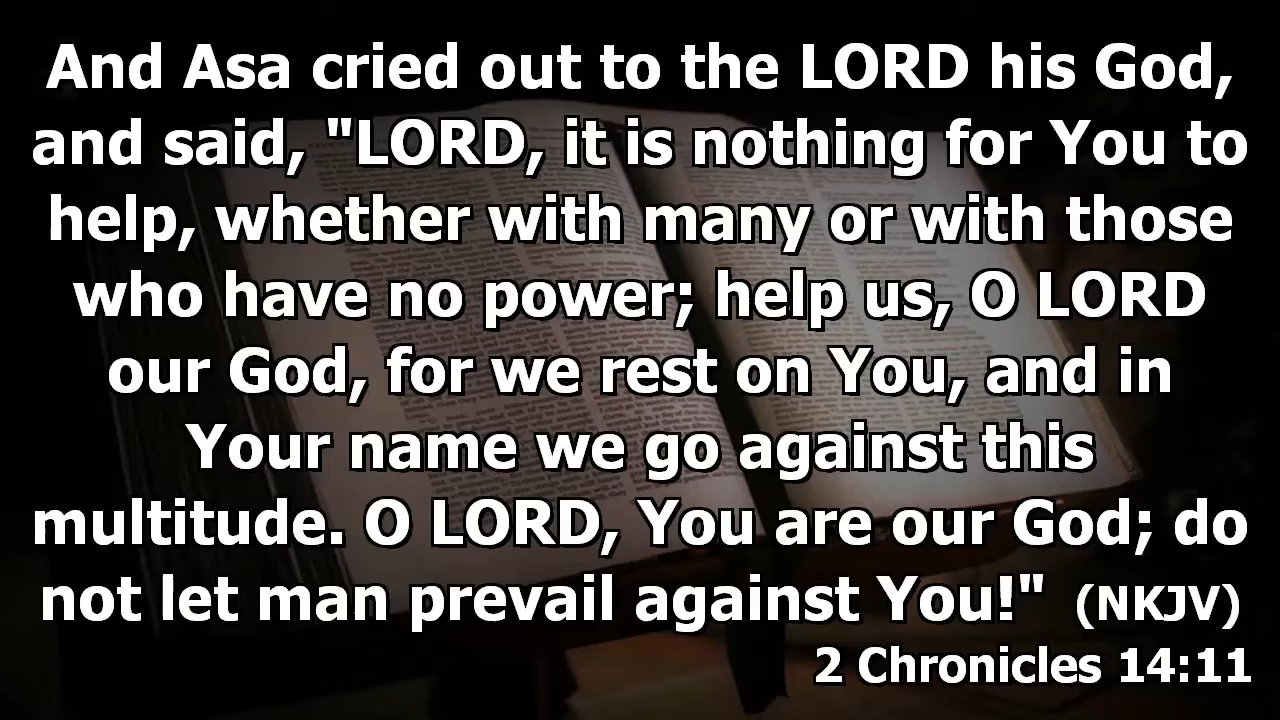 And Asa cried out to the LORD his God,
and said, "LORD, it is nothing for You to
help, whether with many or with those
who have no power; help us, O LORD
our God, for we rest on You, and in
Your name we go against this
multitude. O LORD, You are our God; do
not let man prevail against You!" (NKJV)
2 Chronicles 14:11